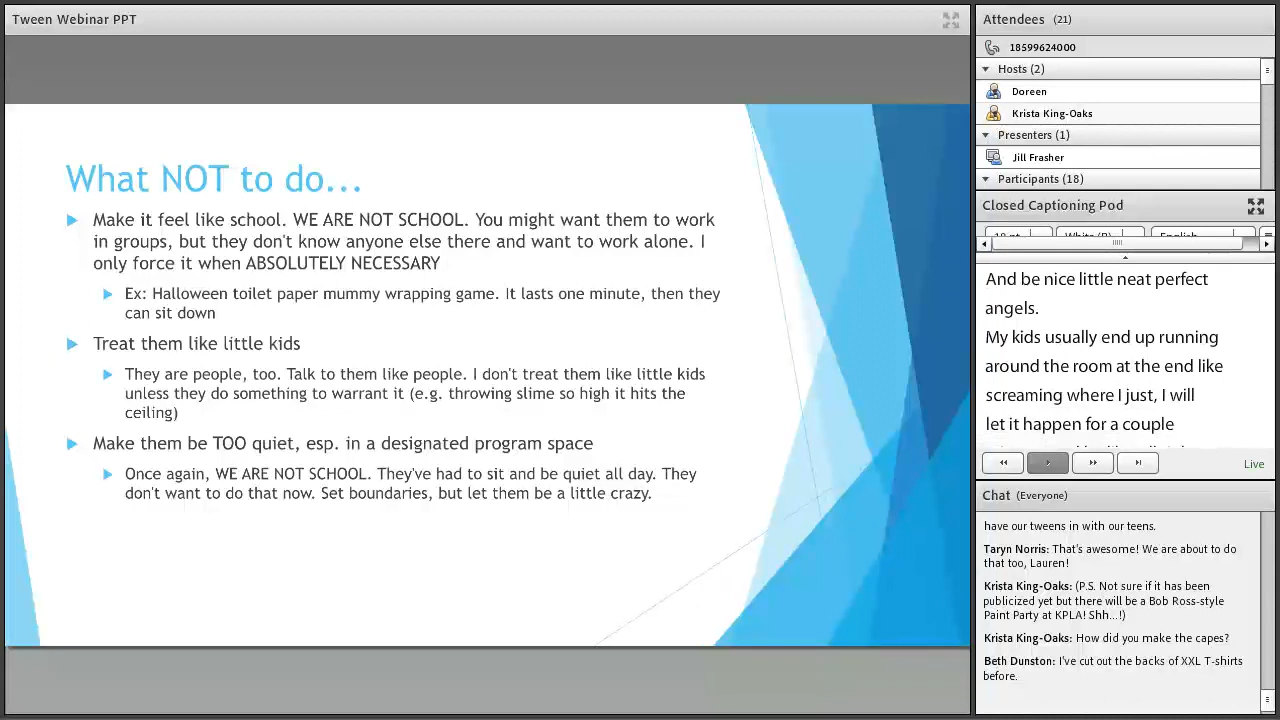 Tween Webinar PPT
What NOT to do...
Make it feel like school. WE ARE NOT SCHOOL. You might want them to work
in groups, but they don't know anyone else there and want to work alone. I
only force it when ABSOLUTELY NECESSARY
Ex: Halloween toilet paper mummy wrapping game. It lasts one minute, then they
can sit down
Treat them like little kids
They are people, too. Talk to them like people. I don't treat them like little kids
unless they do something to warrant it (e.g. throwing slime so high it hits the
ceiling)
Make them be TOO quiet, esp. in a designated program space
Once again, WE ARE NOT SCHOOL. They've had to sit and be quiet all day. They
don't want to do that now. Set boundaries, but let them be a little crazy.
Attendees (21)
18599624000
Hosts (2)
Doreen
Krista King-Oaks
Presenters (1)
Jill Frasher
Participants (18)
Closed Captioning Pod
English
And be nice little neat perfect
angels.
My kids usually end up running
around the room at the end like
screaming where I just, I will
let it happen for a couple
Live
Chat (Everyone)
have our tweens in with our teens.
Taryn Norris: That's awesome! We are about to do
that too, Lauren!
Krista King-Oaks: (P.S. Not sure if it has been
publicized yet but there will be a Bob Ross-style
Paint Party at KPLA! Shh...!)
Krista King-Oaks: How did you make the capes?
Beth Dunston: I've cut out the backs of XXL T-shirts
before.